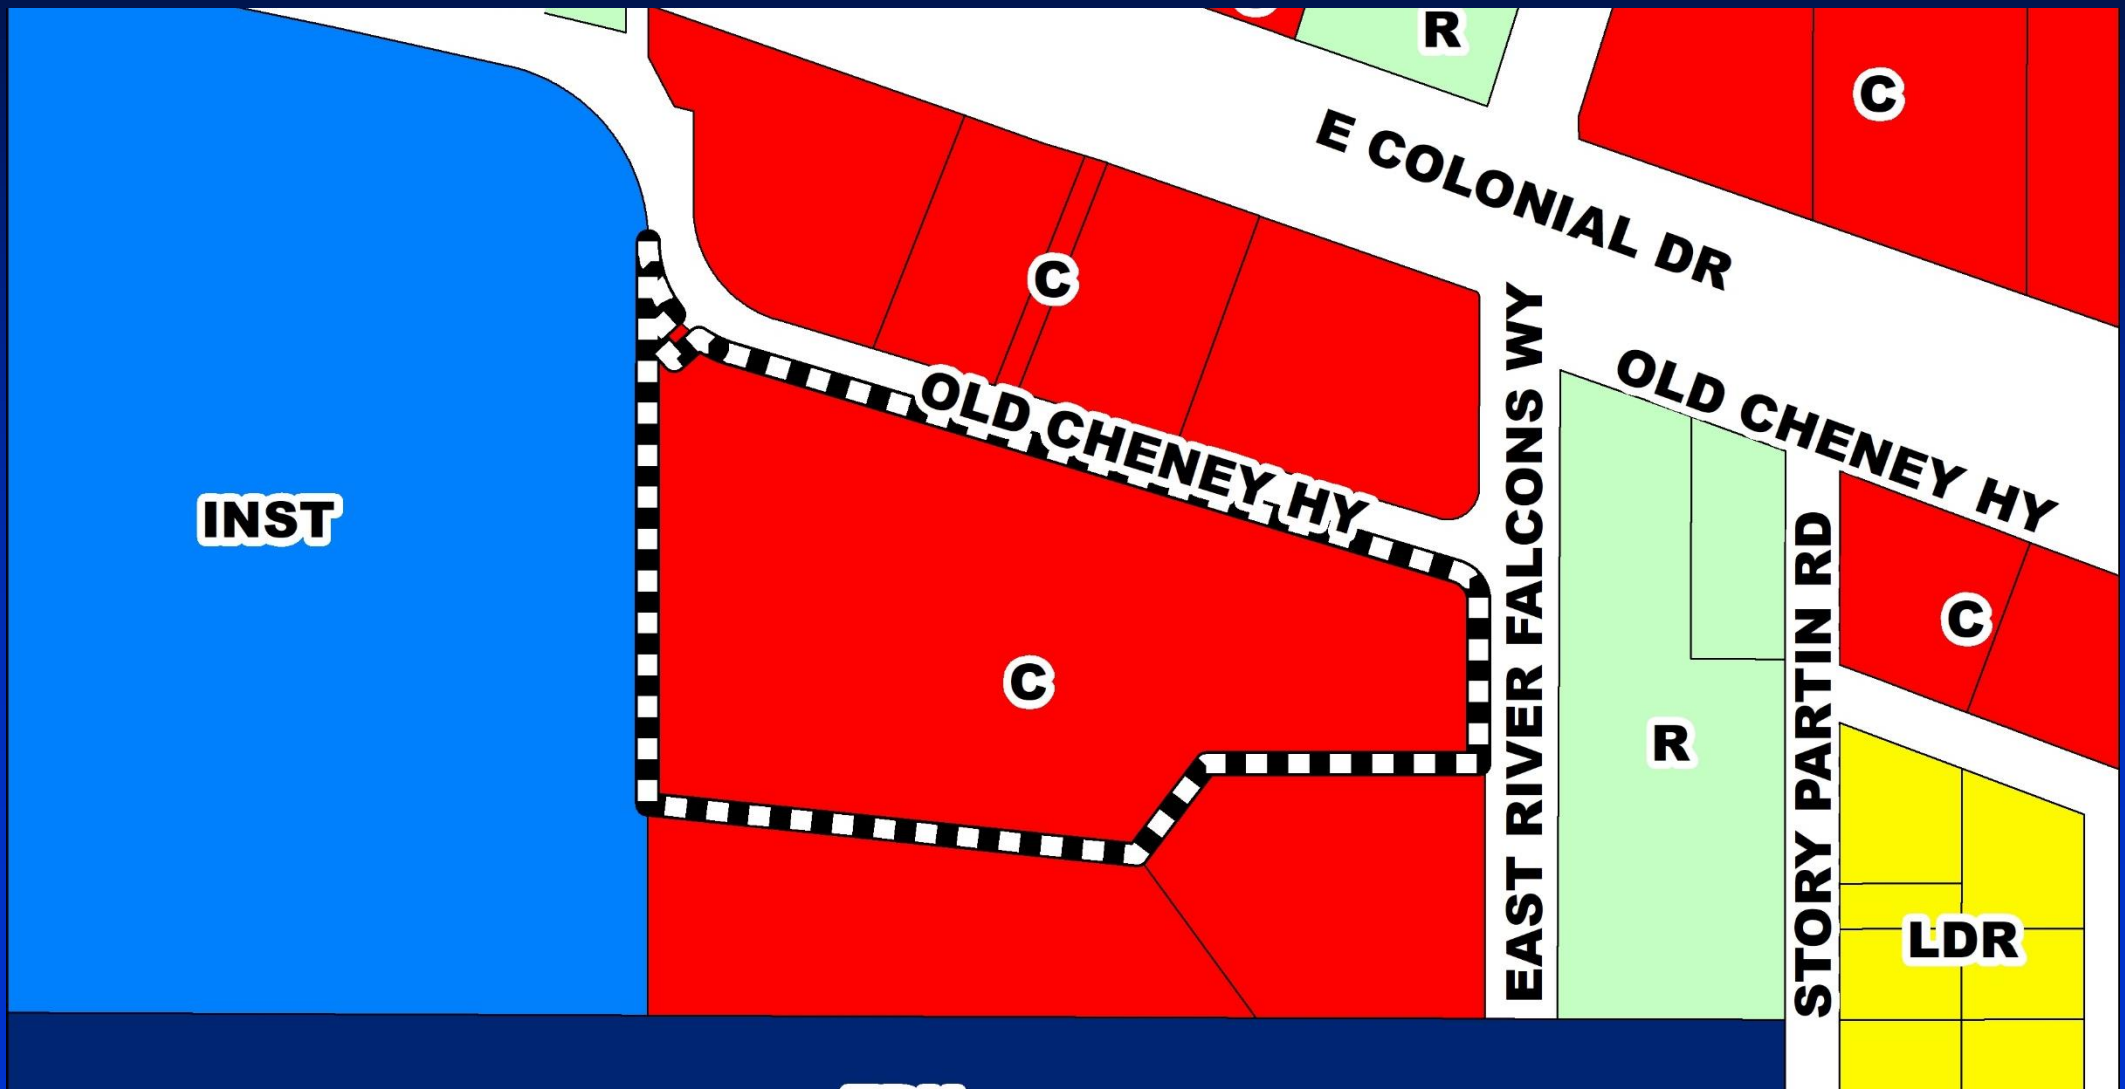 R
C
E COLONIAL DR
C
OLD CHENEY HY
OLD CHENEY HY
EAST RIVER FALCONS WY
INST
C
C
R
STORY PARTIN RD
LDR